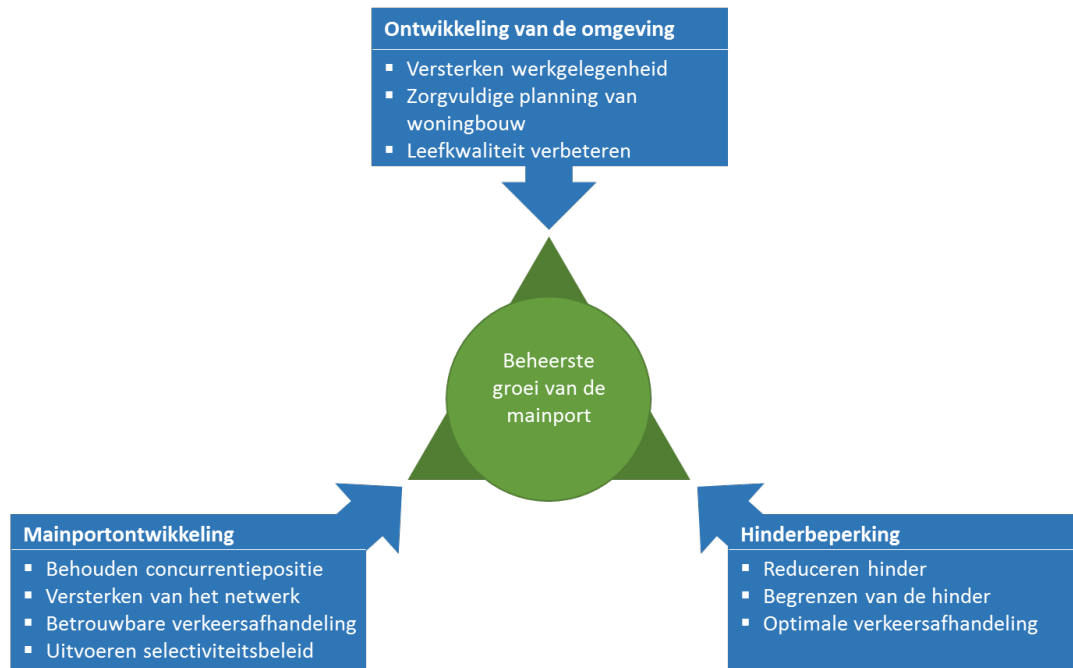 Ontwikkeling van de omgeving
▪ Versterken werkgelegenheid
▪ Zorgvuldige planning van
woningbouw
▪ Leefkwaliteit verbeteren
Beheerste
groei van de
mainport
Mainportontwikkeling
▪ Behouden concurrentiepositie
▪ Versterken van het netwerk
▪ Betrouwbare verkeersafhandeling
▪ Uitvoeren selectiviteitsbeleid
Hinderbeperking
▪ Reduceren hinder
▪ Begrenzen van de hinder
▪ Optimale verkeersafhandeling